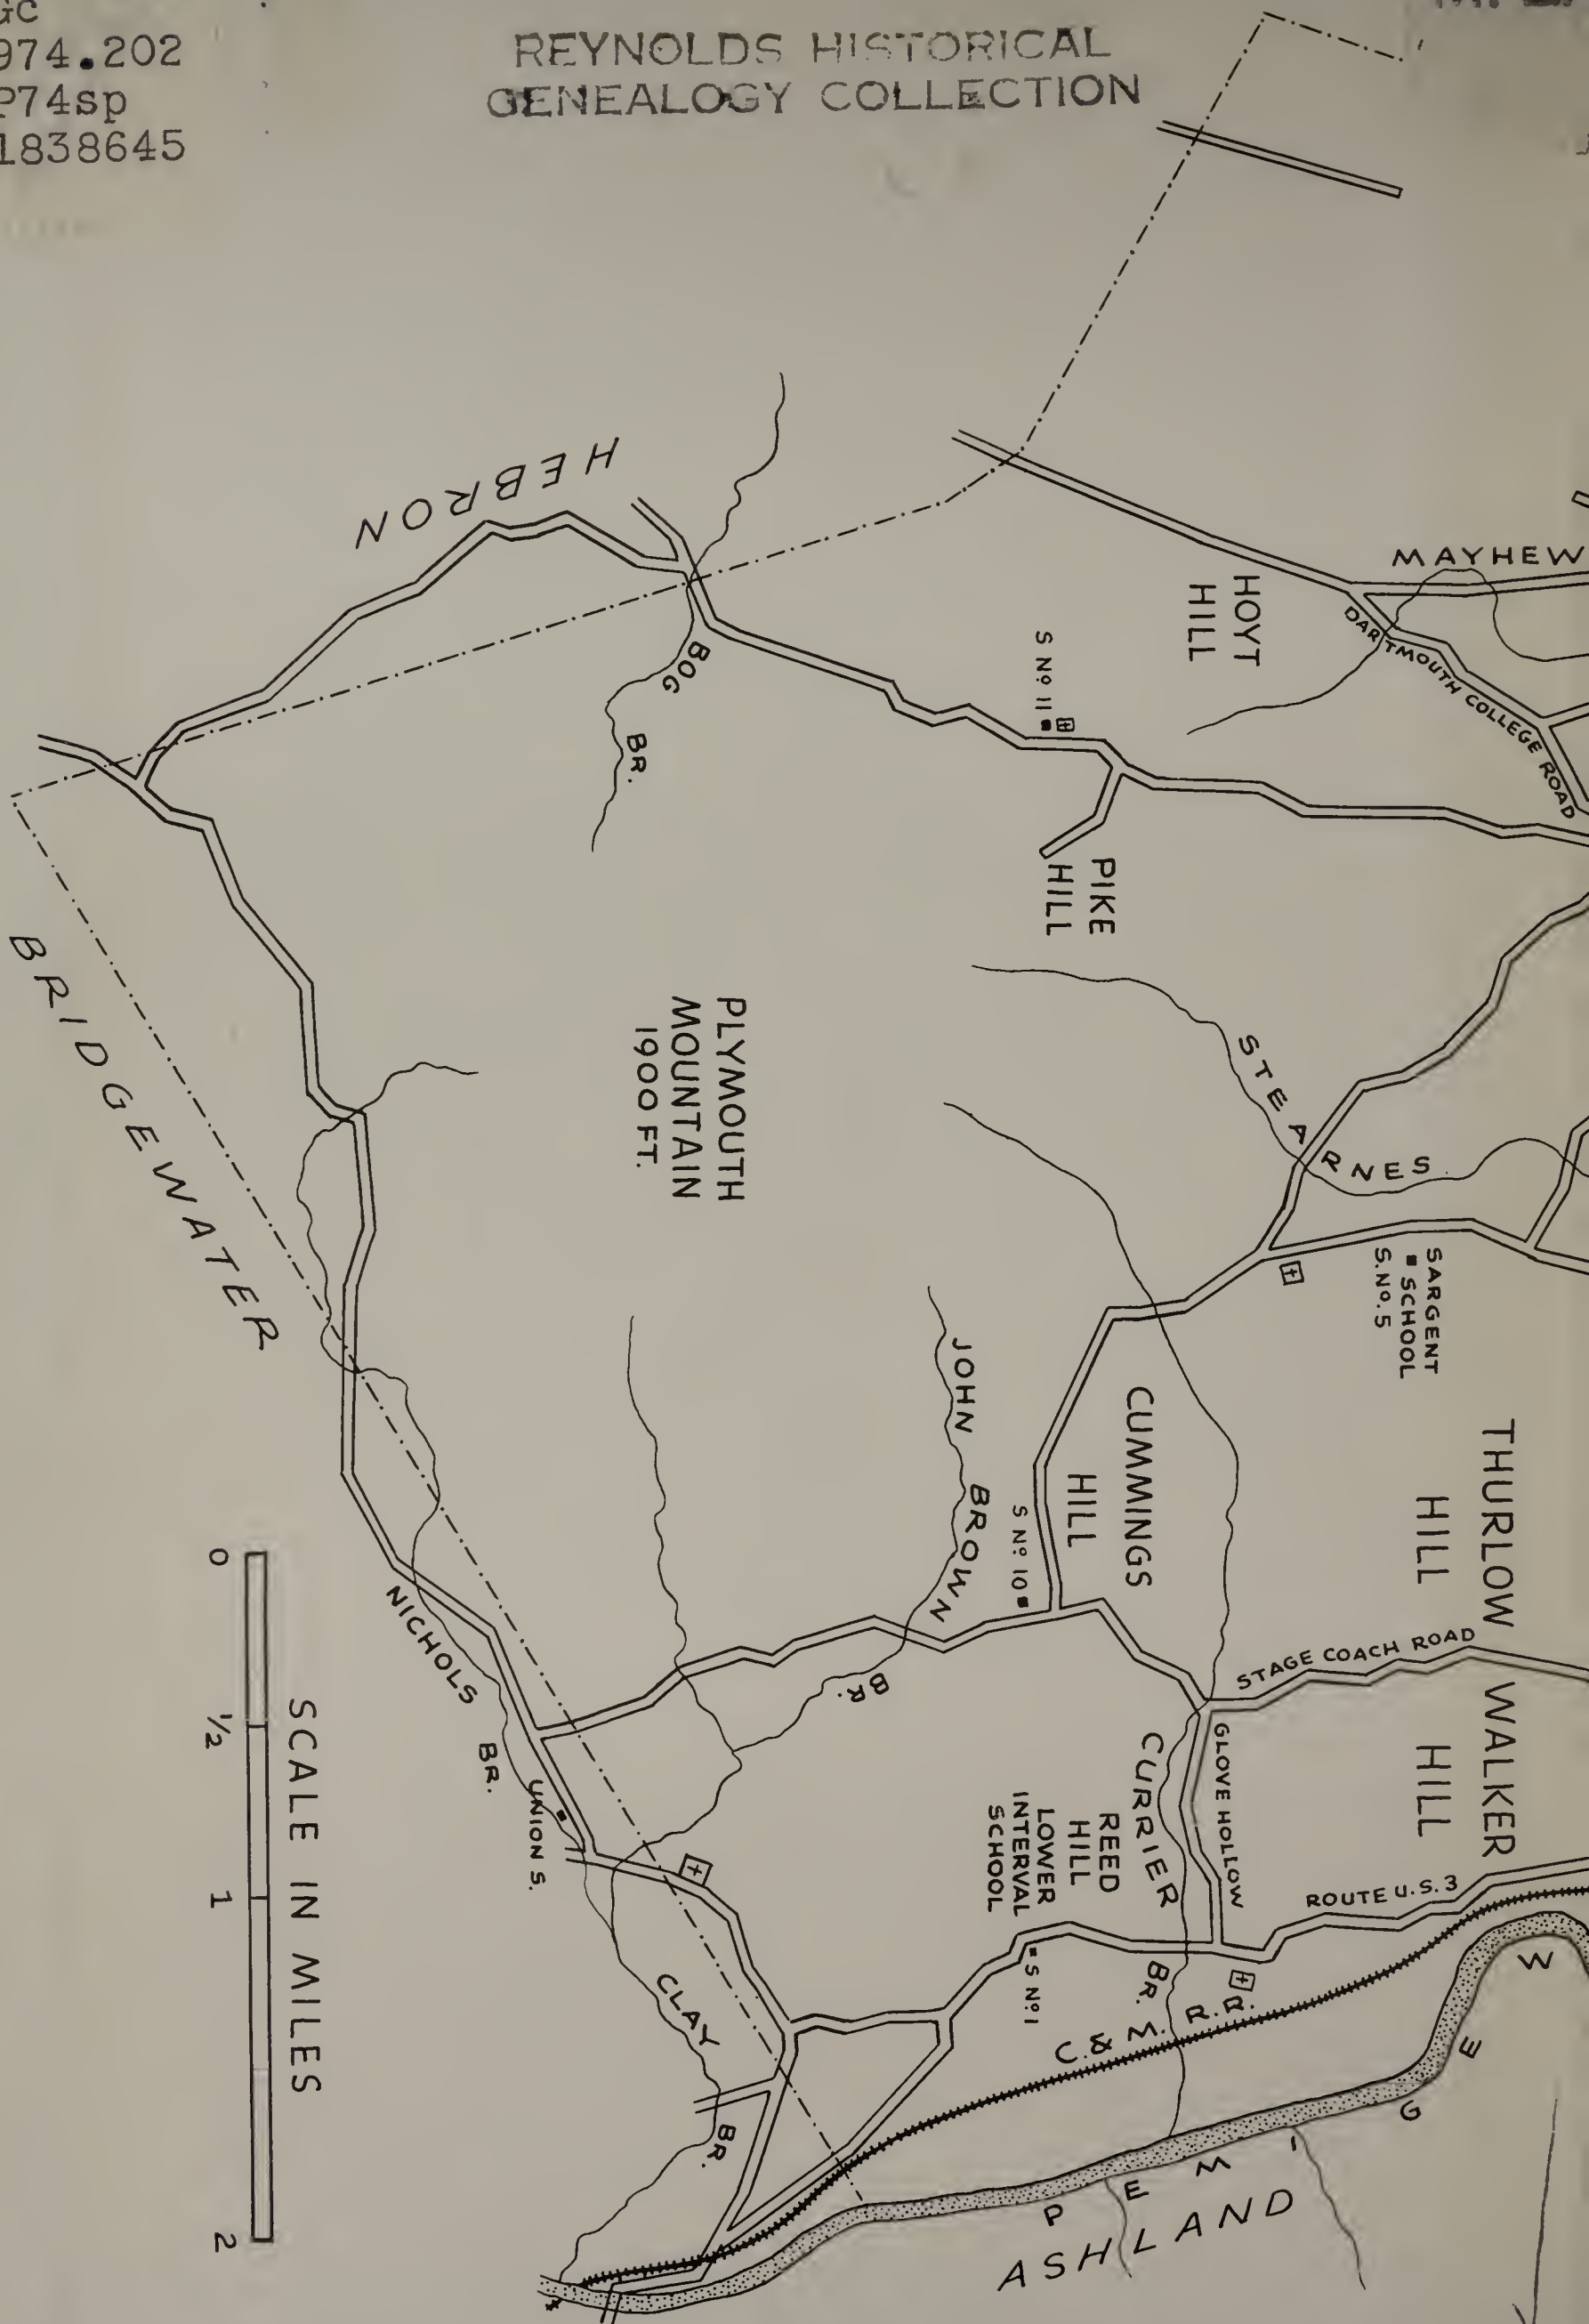 GC
974.202
P74sp
1838645
REYNOLDS HISTORICAL
GENEALOGY COLLECTION
HEBRON
MAYHEW
DARTMOUTH COLLEGE ROAD
HOYT
HILL
S Nº 11
BOG
BR.
PIKE
HILL
PLYMOUTH
MOUNTAIN
1900 FT.
STEARNES
SARGENT
SCHOOL
S. Nº. 5
BRIDGEWATER
JOHN BROWN
BR.
CUMMINGS
HILL
S Nº 10
THURLOW
HILL
STAGE COACH ROAD
WALKER
HILL
GLOVE HOLLOW
CURRIER
BR.
REED
HILL
LOWER
INTERVAL
SCHOOL
S Nº 1
ROUTE U.S. 3
C. & M. R.R.
NICHOLS
BR.
UNION S.
CLAY
BR.
PEMIGEW
ASHLAND
SCALE IN MILES
0 1/2 1 2